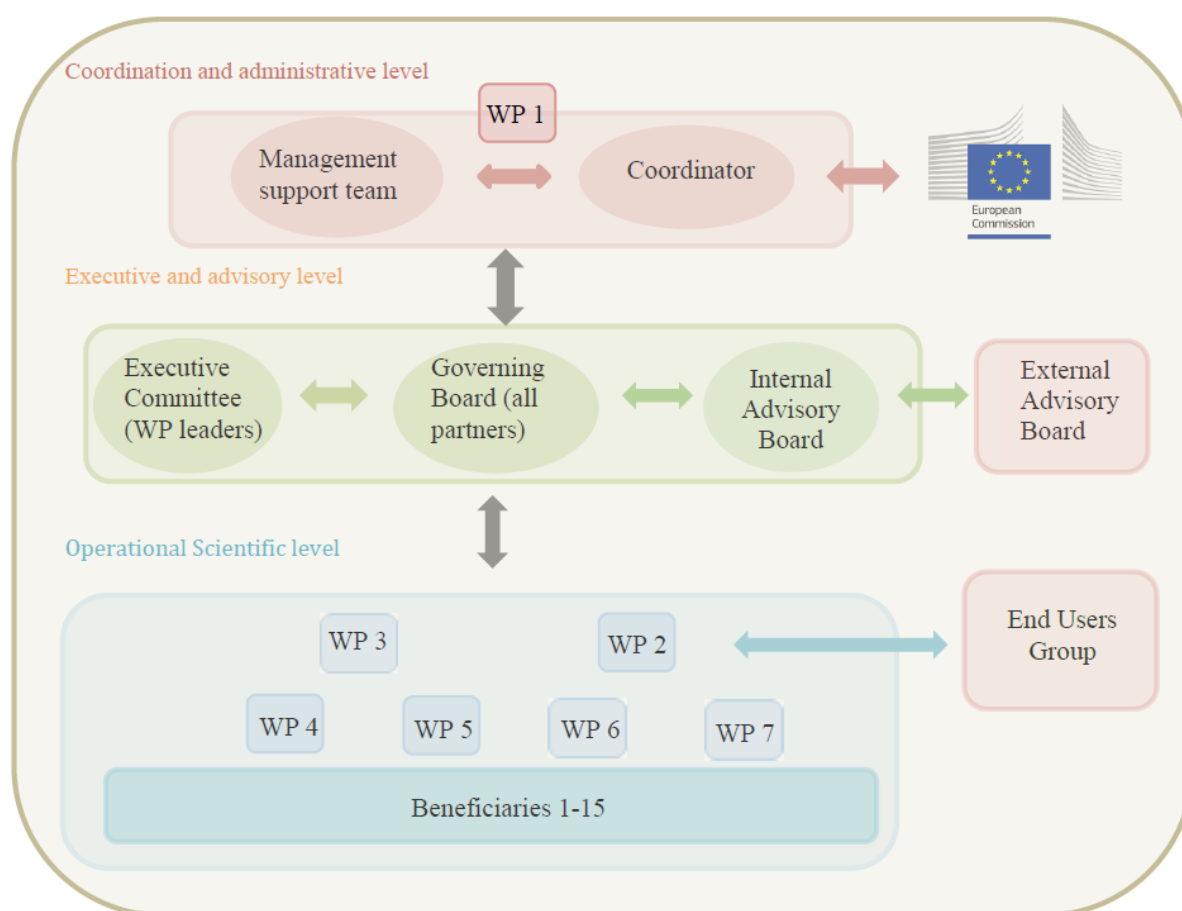 Coordination and administrative level
WP 1
Management
support team
Coordinator
European
Commission
Executive and advisory level
Executive
Committee
(WP leaders)
Governing
Board (all
partners)
Internal
Advisory
Board
External
Advisory
Board
Operational Scientific level
WP 3
WP 2
End Users
Group
WP 4
WP 5
WP 6
WP 7
Beneficiaries 1-15